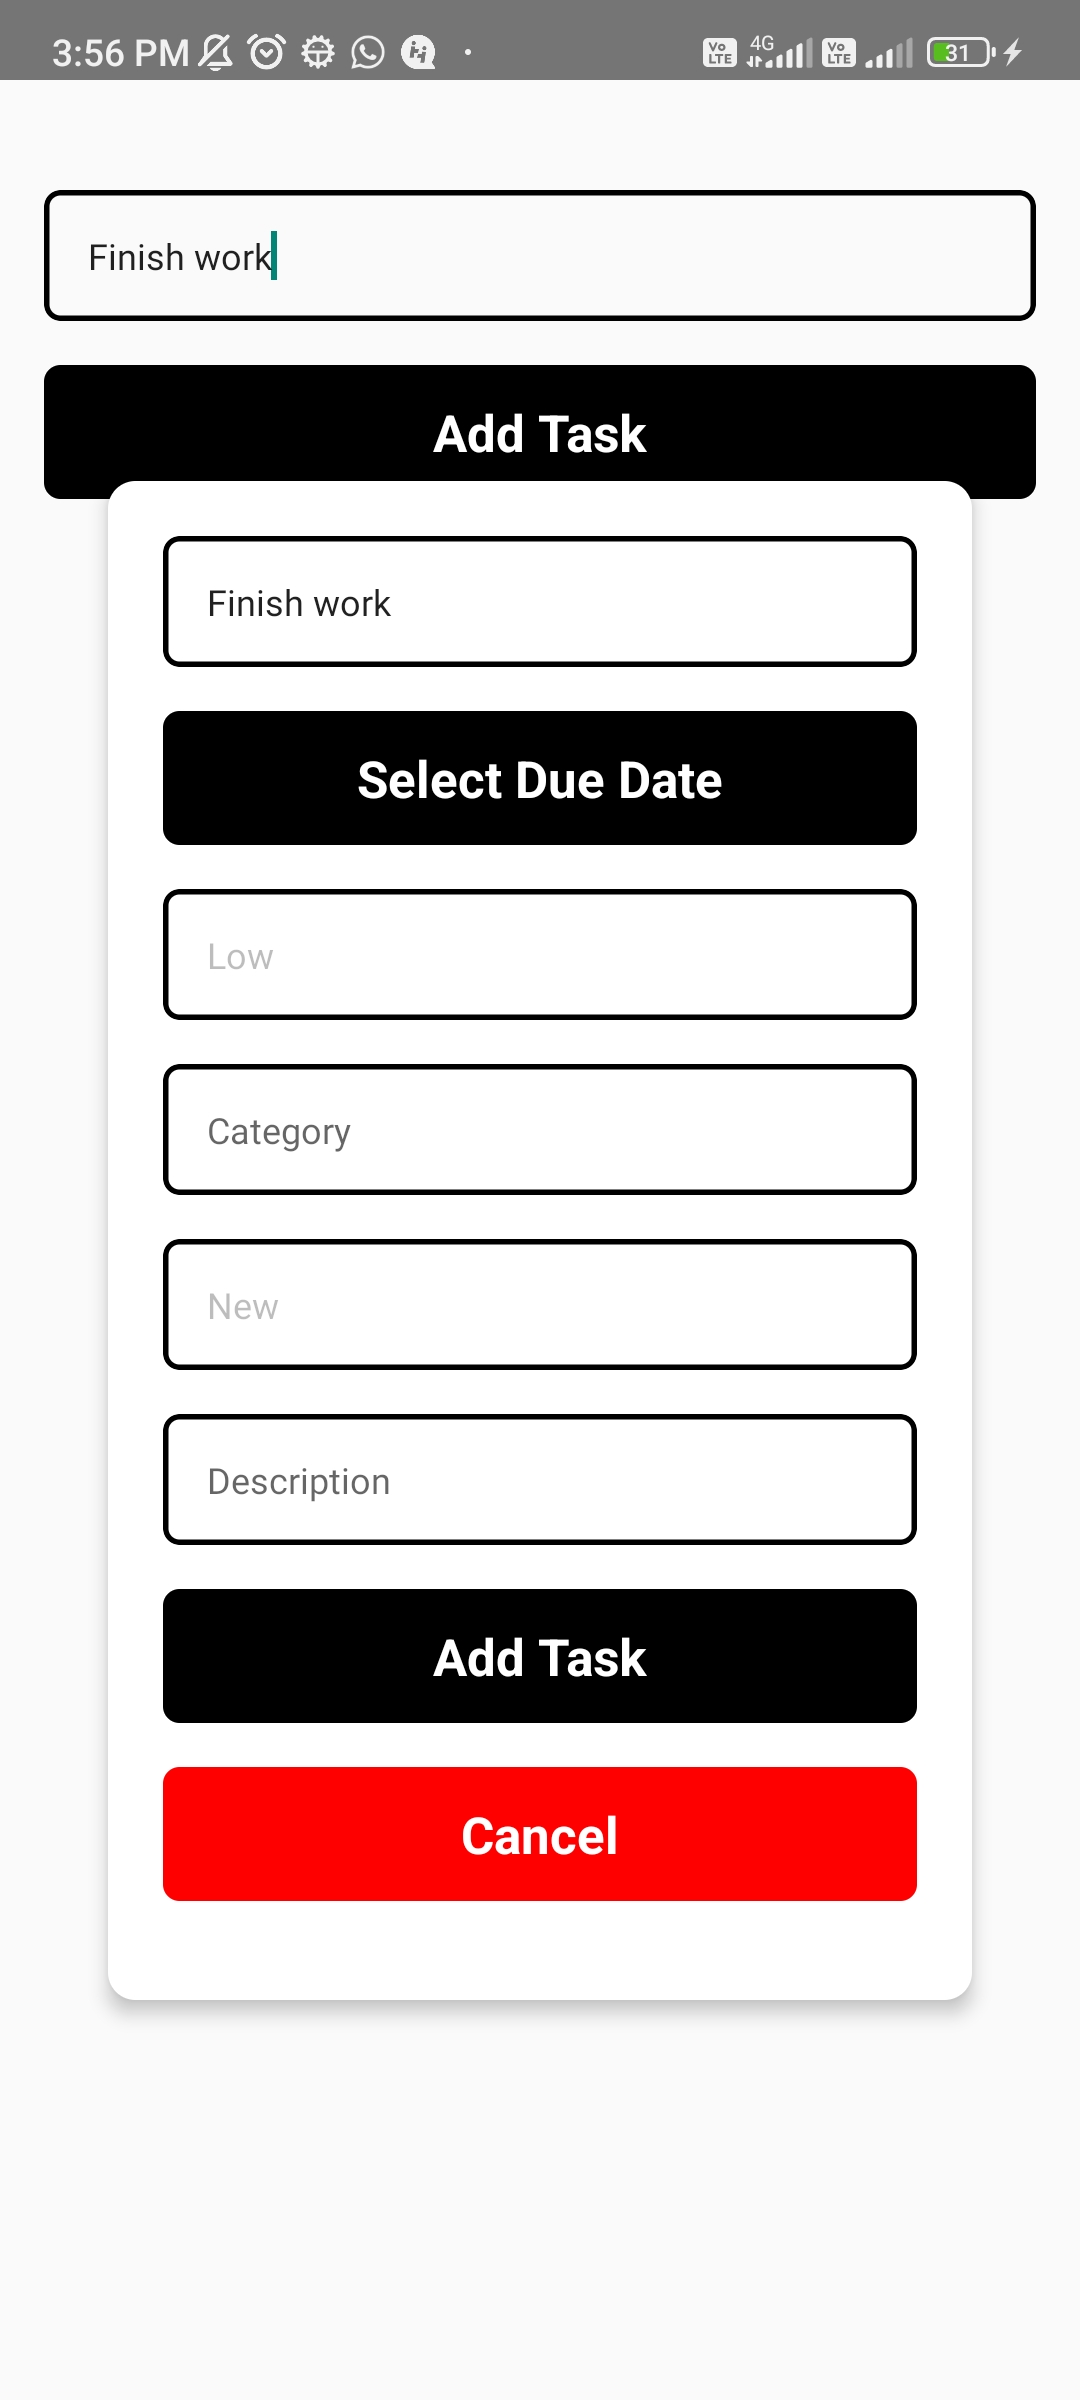 3:56 PM Vo LTE 4G Vo LTE 31
Finish work
Add Task
Finish work
Select Due Date
Low
Category
New
Description
Add Task
Cancel